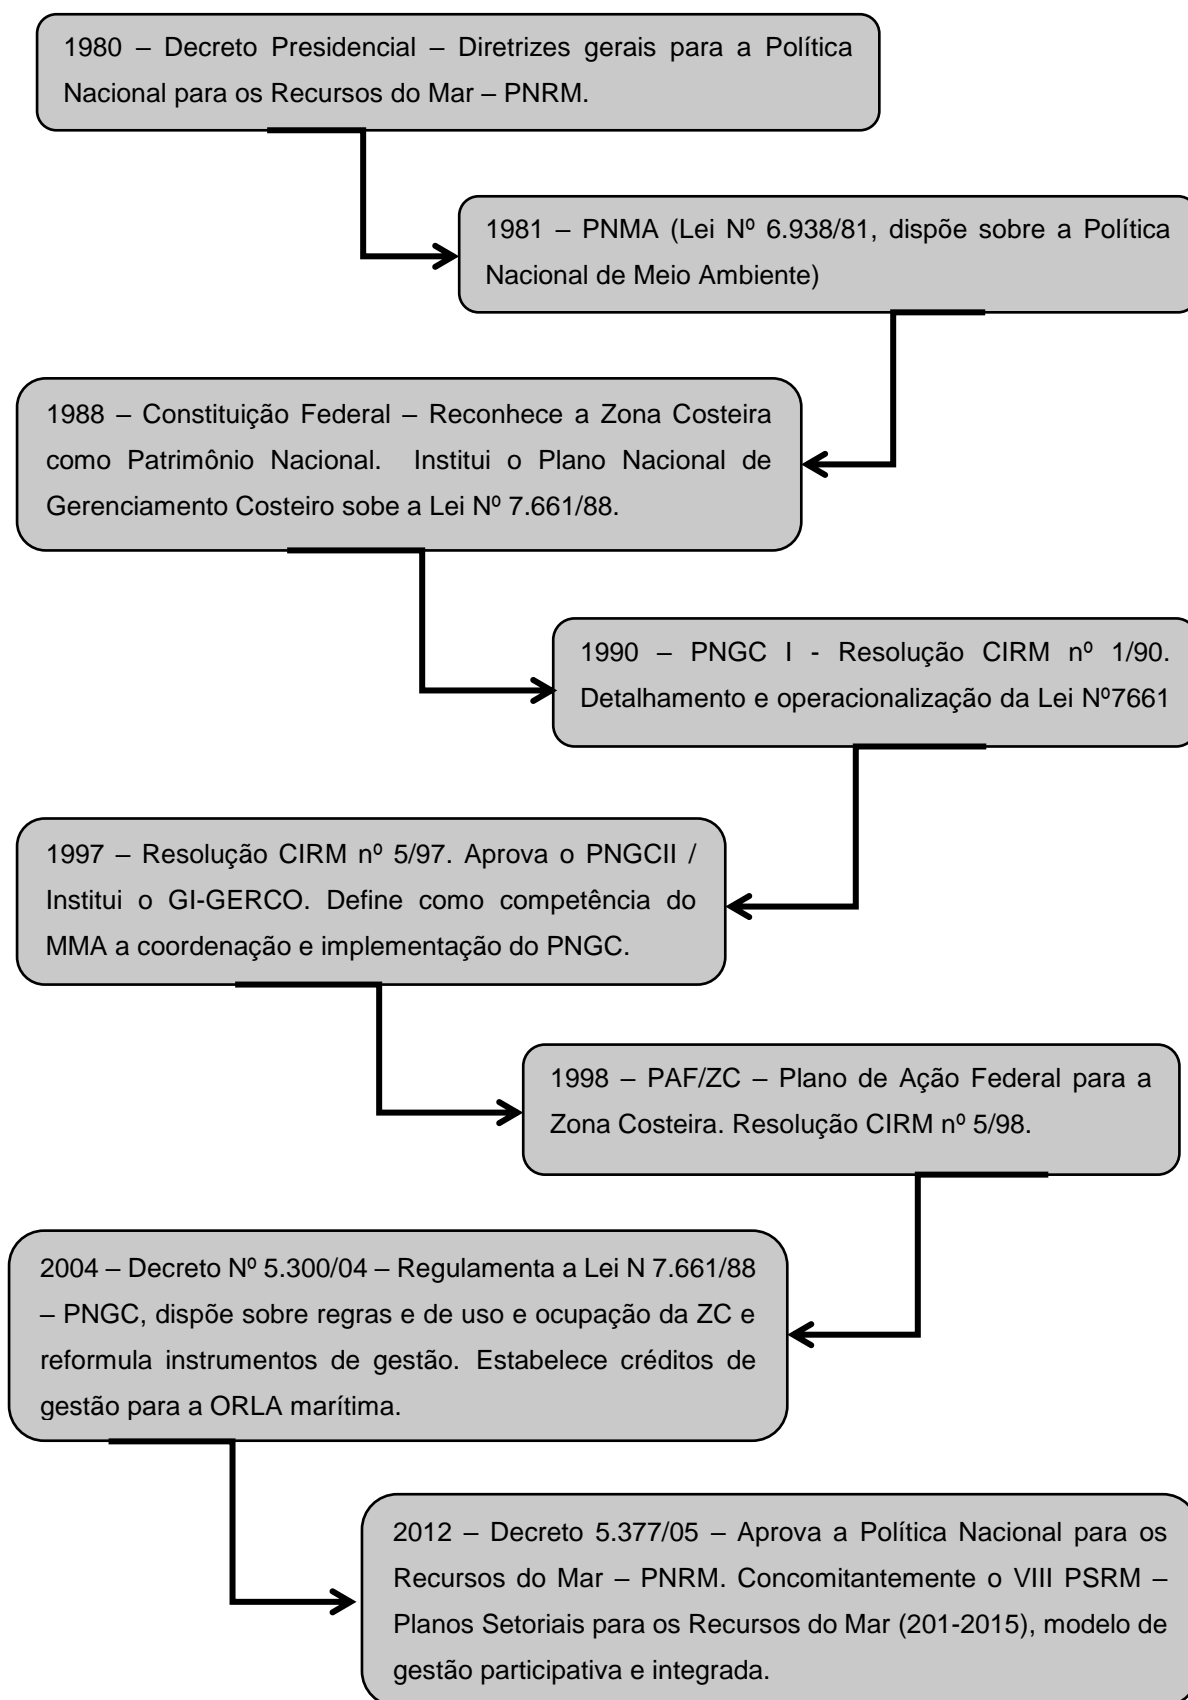 1980 – Decreto Presidencial – Diretrizes gerais para a Política
Nacional para os Recursos do Mar – PNRM.
1981 – PNMA (Lei Nº 6.938/81, dispõe sobre a Política
Nacional de Meio Ambiente)
1988 – Constituição Federal – Reconhece a Zona Costeira
como Patrimônio Nacional. Institui o Plano Nacional de
Gerenciamento Costeiro sobe a Lei Nº 7.661/88.
1990 – PNGC I - Resolução CIRM nº 1/90.
Detalhamento e operacionalização da Lei Nº7661
1997 – Resolução CIRM nº 5/97. Aprova o PNGCII /
Institui o GI-GERCO. Define como competência do
MMA a coordenação e implementação do PNGC.
1998 – PAF/ZC – Plano de Ação Federal para a
Zona Costeira. Resolução CIRM nº 5/98.
2004 – Decreto Nº 5.300/04 – Regulamenta a Lei N 7.661/88
– PNGC, dispõe sobre regras e de uso e ocupação da ZC e
reformula instrumentos de gestão. Estabelece créditos de
gestão para a ORLA marítima.
2012 – Decreto 5.377/05 – Aprova a Política Nacional para os
Recursos do Mar – PNRM. Concomitantemente o VIII PSRM –
Planos Setoriais para os Recursos do Mar (201-2015), modelo de
gestão participativa e integrada.